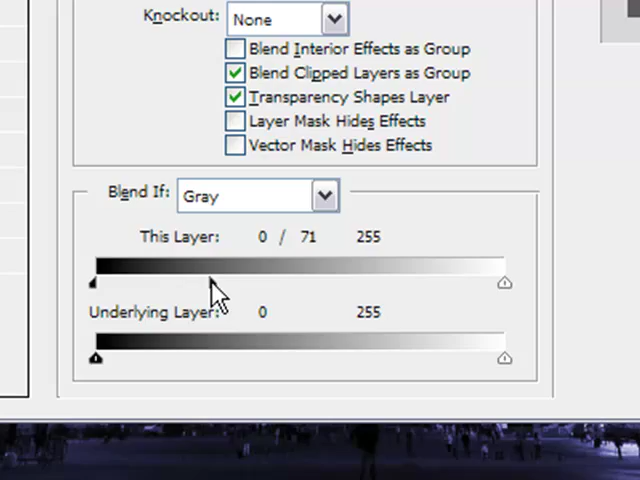 Knockout: None
Blend Interior Effects as Group
Blend Clipped Layers as Group
Transparency Shapes Layer
Layer Mask Hides Effects
Vector Mask Hides Effects
Blend If: Gray
This Layer: 0 / 71 255
Underlying Layer: 0 255